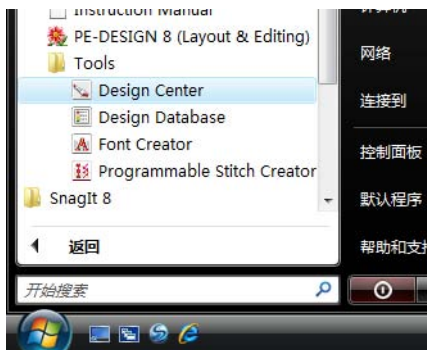 Instruction Manual
PE-DESIGN 8 (Layout & Editing)
Tools
Design Center
Design Database
Font Creator
Programmable Stitch Creator
SnagIt 8
返回
开始搜索
网络
连接到
控制面板
默认程序
帮助和支